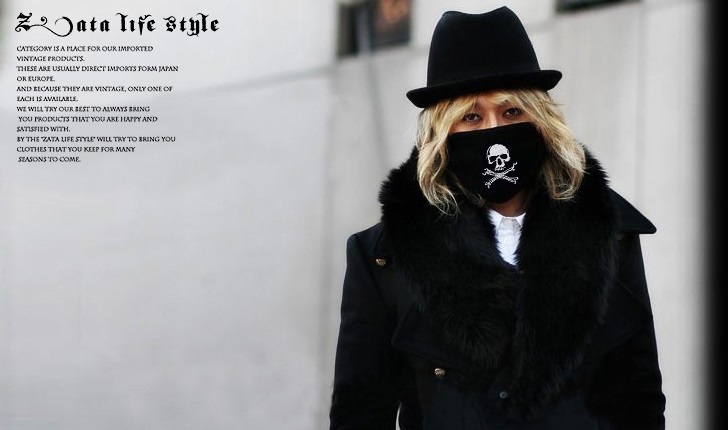 Zata life style
CATEGORY IS A PLACE FOR OUR IMPORTED
VINTAGE PRODUCTS.
THESE ARE USUALLY DIRECT IMPORTS FORM JAPAN
OR EUROPE.
AND BECAUSE THEY ARE VINTAGE, ONLY ONE OF
EACH IS AVAILABLE.
WE WILL TRY OUR BEST TO ALWAYS BRING
YOU PRODUCTS THAT YOU ARE HAPPY AND
SATISFIED WITH.
BY THE "ZATA LIFE STYLE" WILL TRY TO BRING YOU
CLOTHES THAT YOU KEEP FOR MANY
SEASONS TO COME.